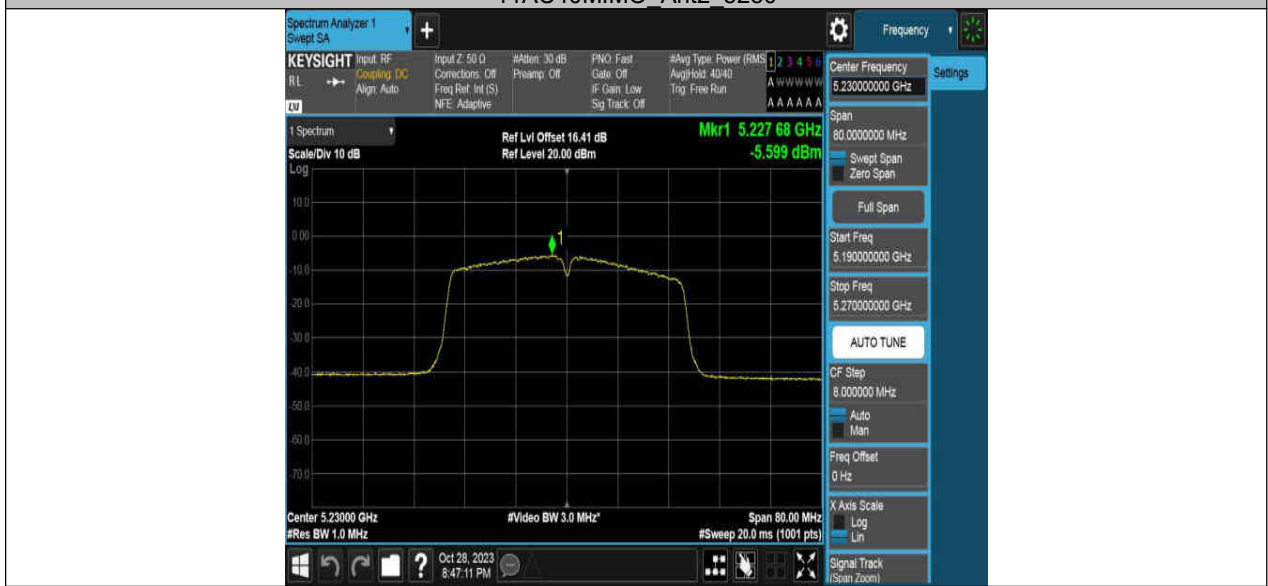 11AC40MIMO_Ant2_5230
Spectrum Analyzer 1
Swept SA
+
Frequency
KEYSIGHT
RL
LXI
Input: RF
Coupling: DC
Align: Auto
Input Z: 50 Ω
Corrections: Off
Freq Ref: Int (S)
NFE: Adaptive
#Atten: 30 dB
Preamp: Off
PNO: Fast
Gate: Off
IF Gain: Low
Sig Track: Off
#Avg Type: Power (RMS
Avg|Hold: 40/40
Trig: Free Run
1 2 3 4 5 6
A W W W W W
A A A A A A
1 Spectrum
Scale/Div 10 dB
Log
Ref Lvl Offset 16.41 dB
Ref Level 20.00 dBm
Mkr1 5.227 68 GHz
-5.599 dBm
10.0
0.00
-10.0
-20.0
-30.0
-40.0
-50.0
-60.0
-70.0
1
Center 5.23000 GHz
#Res BW 1.0 MHz
#Video BW 3.0 MHz*
Span 80.00 MHz
#Sweep 20.0 ms (1001 pts)
Center Frequency
5.230000000 GHz
Settings
Span
80.0000000 MHz
Swept Span
Zero Span
Full Span
Start Freq
5.190000000 GHz
Stop Freq
5.270000000 GHz
AUTO TUNE
CF Step
8.000000 MHz
Auto
Man
Freq Offset
0 Hz
X Axis Scale
Log
Lin
Signal Track
(Span Zoom)
?
Oct 28, 2023
8:47:11 PM